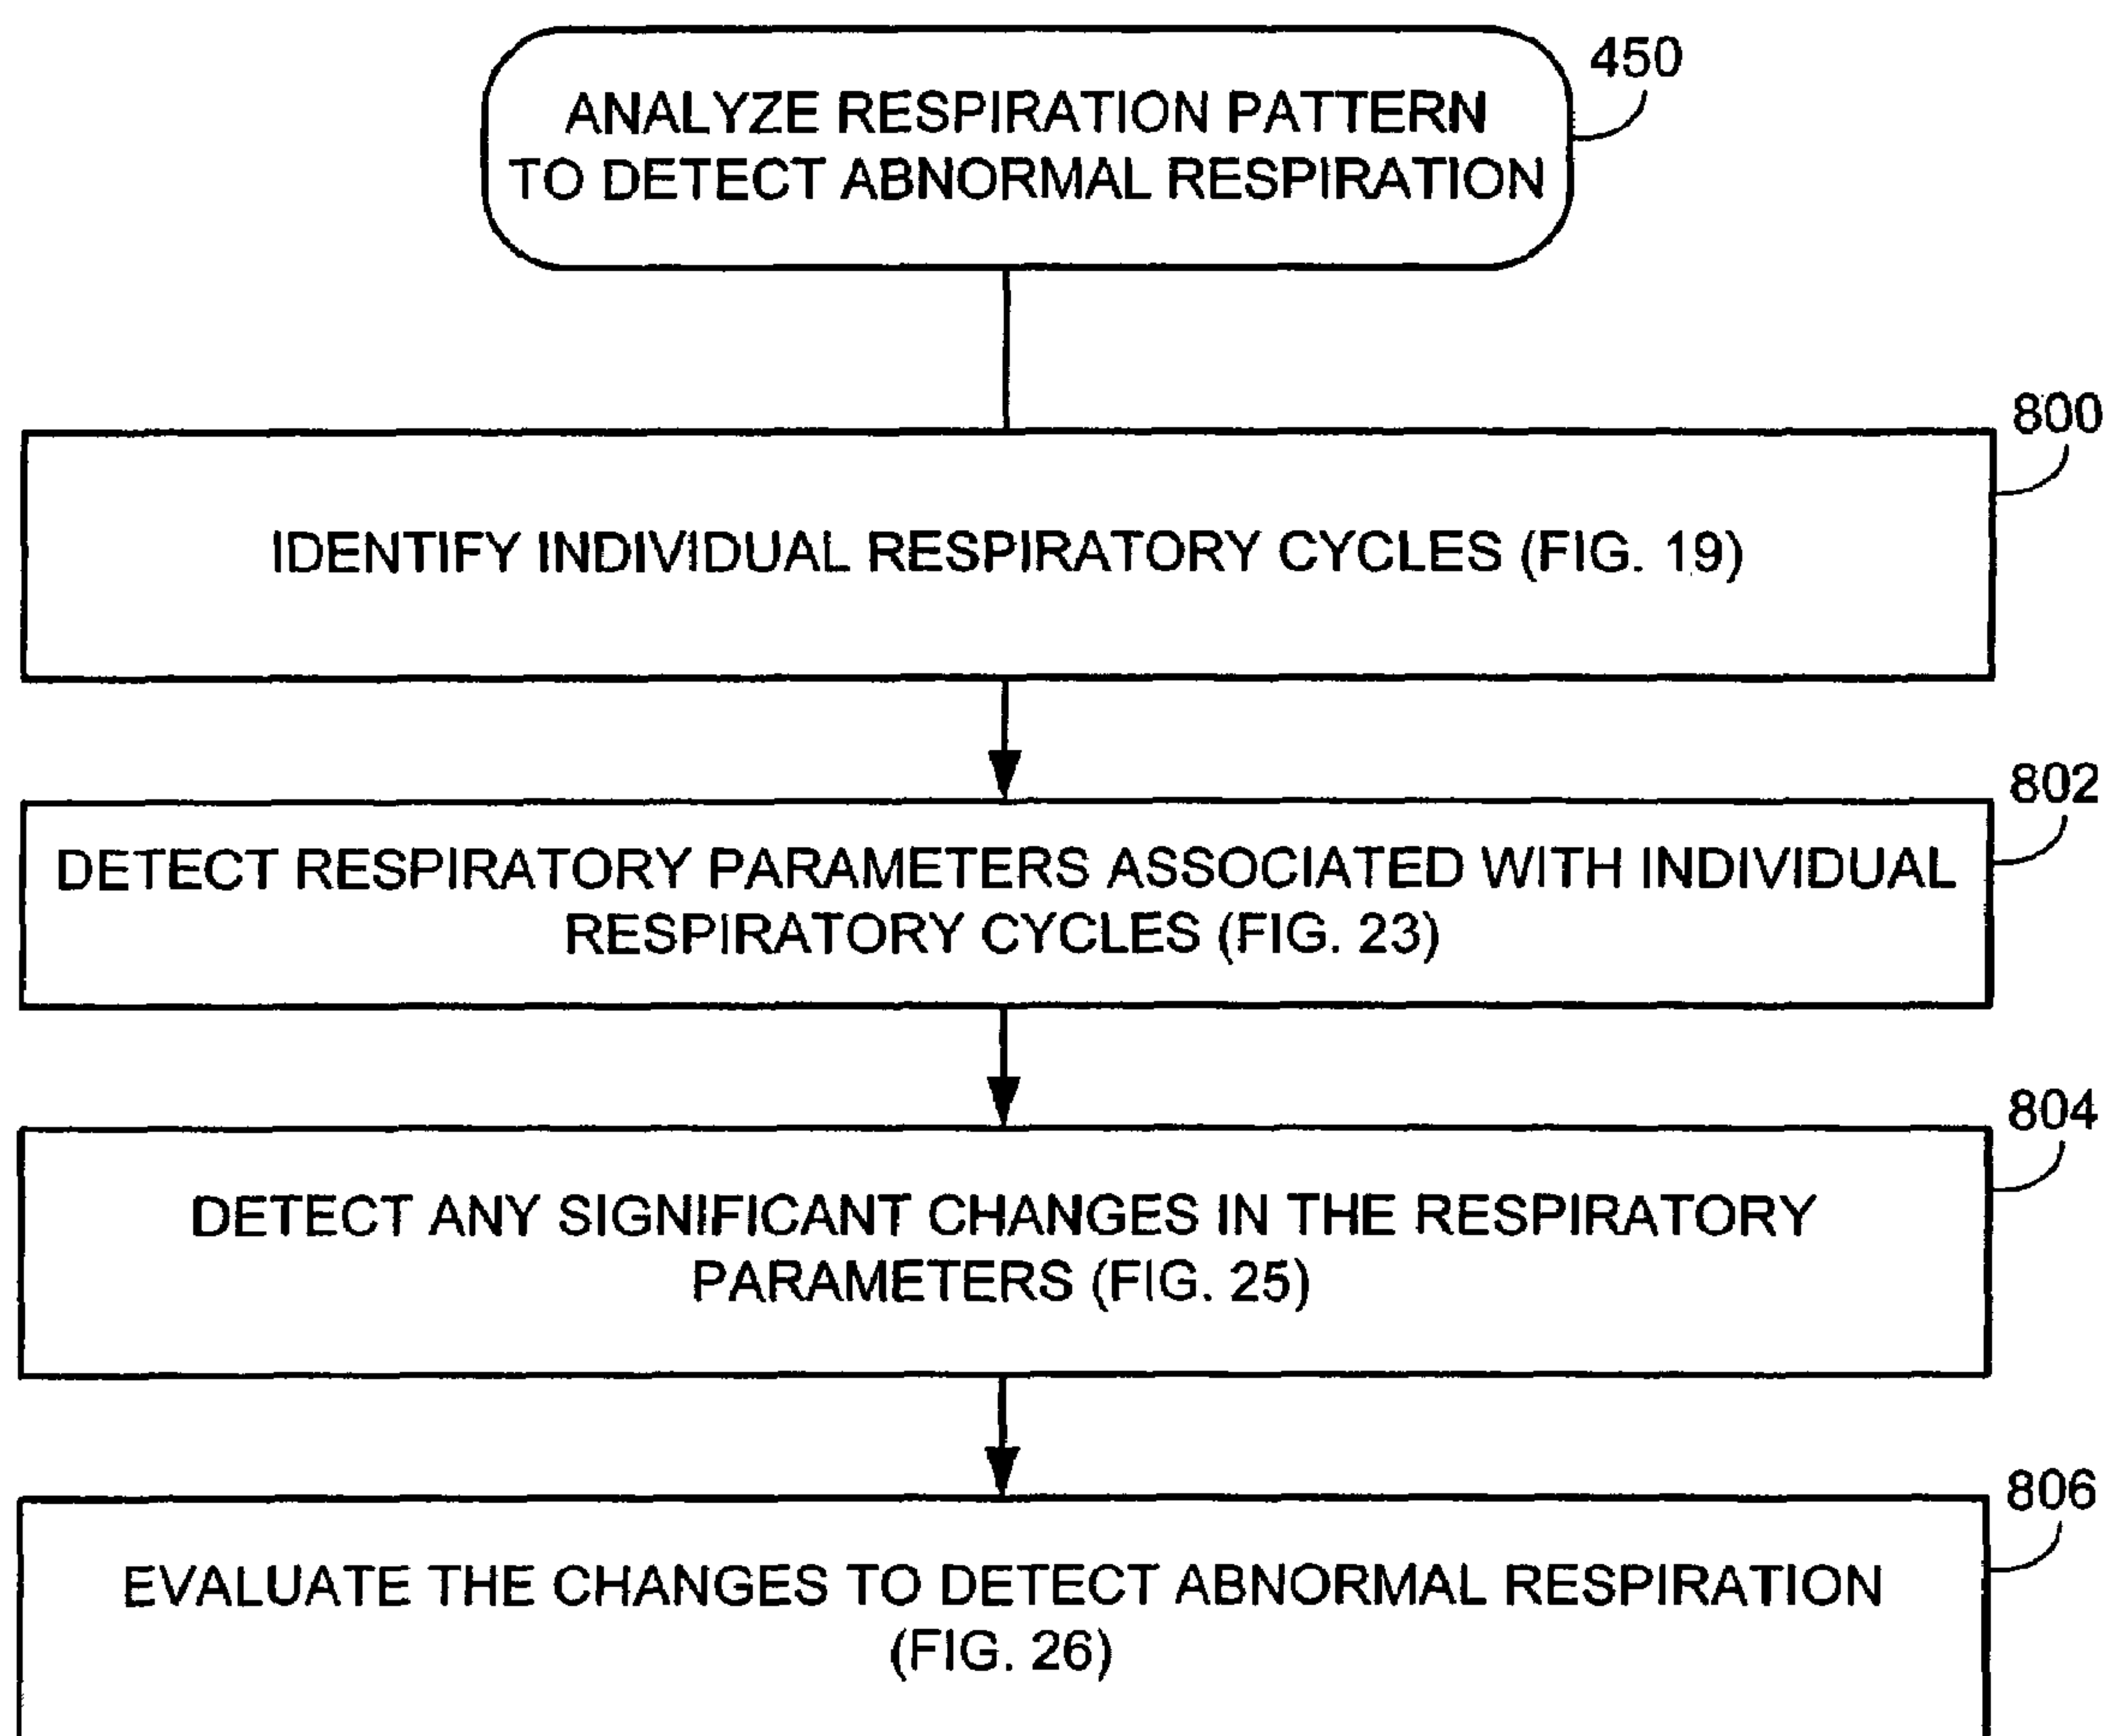 450
ANALYZE RESPIRATION PATTERN
TO DETECT ABNORMAL RESPIRATION
800
IDENTIFY INDIVIDUAL RESPIRATORY CYCLES (FIG. 19)
802
DETECT RESPIRATORY PARAMETERS ASSOCIATED WITH INDIVIDUAL
RESPIRATORY CYCLES (FIG. 23)
804
DETECT ANY SIGNIFICANT CHANGES IN THE RESPIRATORY
PARAMETERS (FIG. 25)
806
EVALUATE THE CHANGES TO DETECT ABNORMAL RESPIRATION
(FIG. 26)